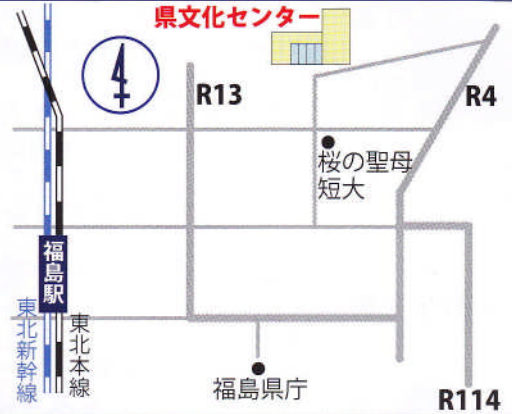 県文化センター
R13
R4
桜の聖母
短大
福島駅
東北新幹線
東北本線
福島県庁
R114